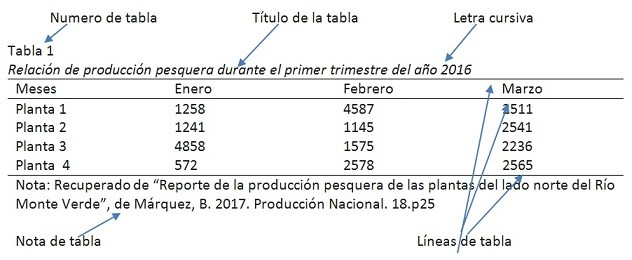 Numero de tabla Título de la tabla Letra cursiva
Tabla 1
Relación de producción pesquera durante el primer trimestre del año 2016
Meses Enero Febrero Marzo
Planta 1 1258 4587 3511
Planta 2 1241 1145 2541
Planta 3 4858 1575 2236
Planta 4 572 2578 2565
Nota: Recuperado de “Reporte de la producción pesquera de las plantas del lado norte del Río
Monte Verde”, de Márquez, B. 2017. Producción Nacional. 18.p25
Nota de tabla Líneas de tabla